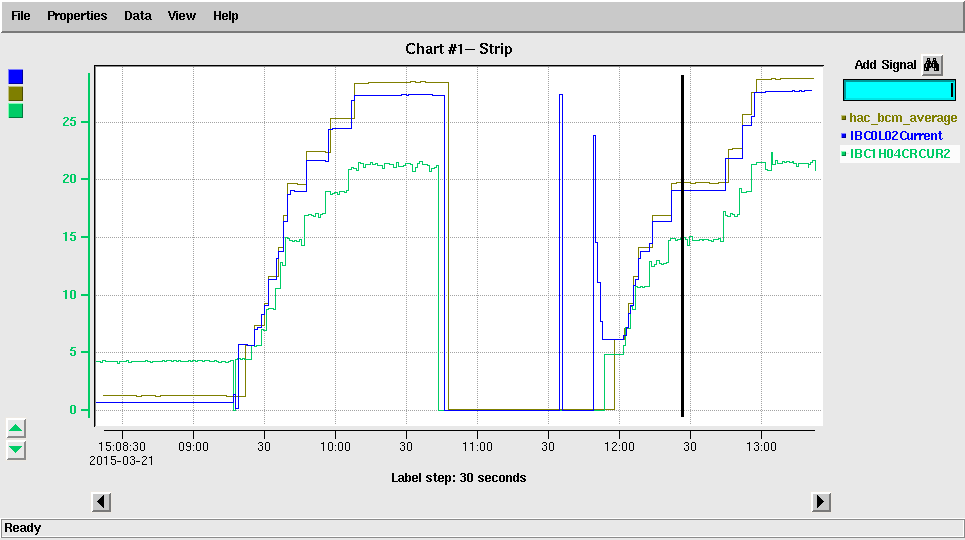 File Properties Data View Help
Chart #1- Strip
Add Signal
hac_bcm_average
IBC0L02Current
IBC1H04CRCUR2
25
20
15
10
5
0
15:08:30 09:00 30 10:00 30 11:00 30 12:00 30 13:00
2015-03-21
Label step: 30 seconds
Ready